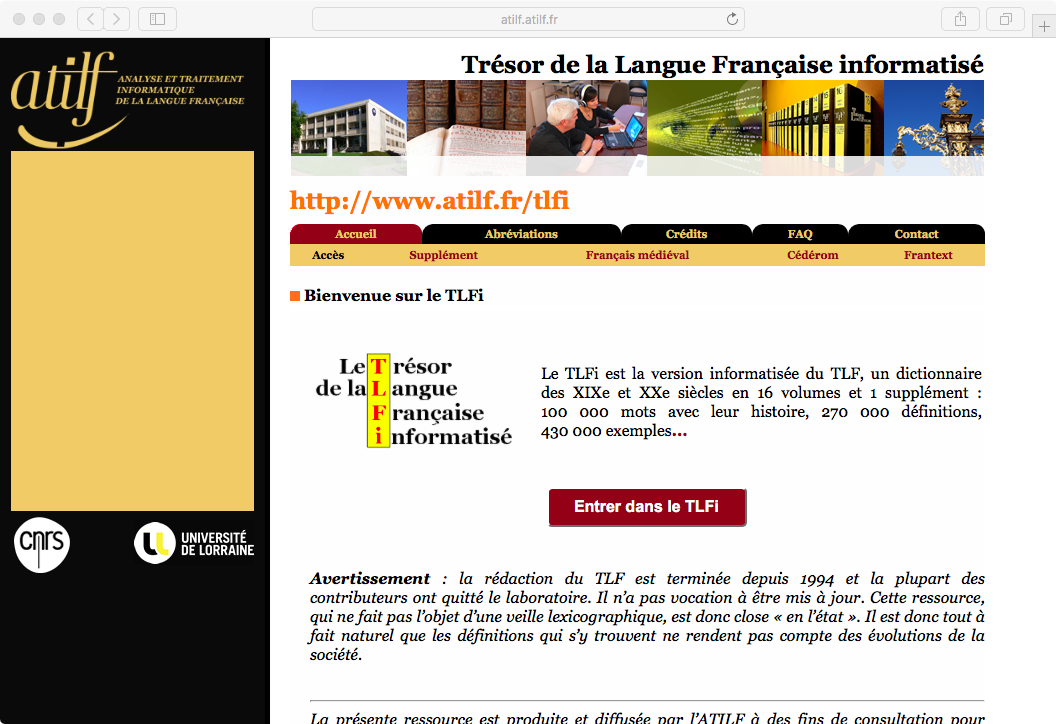 atilf.atilf.fr
atilf
ANALYSE ET TRAITEMENT
INFORMATIQUE
DE LA LANGUE FRANÇAISE
Trésor de la Langue Française informatisé
http://www.atilf.fr/tlfi
Accueil Abréviations Crédits FAQ Contact
Accès Supplément Français médiéval Cédérom Frantext
Bienvenue sur le TLFi
Le Trésor
de la Langue
Française
informatisé
Le TLFi est la version informatisée du TLF, un dictionnaire
des XIXe et XXe siècles en 16 volumes et 1 supplément :
100 000 mots avec leur histoire, 270 000 définitions,
430 000 exemples...
Entrer dans le TLFi
cnrs
UNIVERSITÉ
DE LORRAINE
Avertissement : la rédaction du TLF est terminée depuis 1994 et la plupart des
contributeurs ont quitté le laboratoire. Il n’a pas vocation à être mis à jour. Cette ressource,
qui ne fait pas l’objet d’une veille lexicographique, est donc close « en l’état ». Il est donc tout à
fait naturel que les définitions qui s’y trouvent ne rendent pas compte des évolutions de la
société.
La présente ressource est produite et diffusée par l’ATILF à des fins de consultation pour